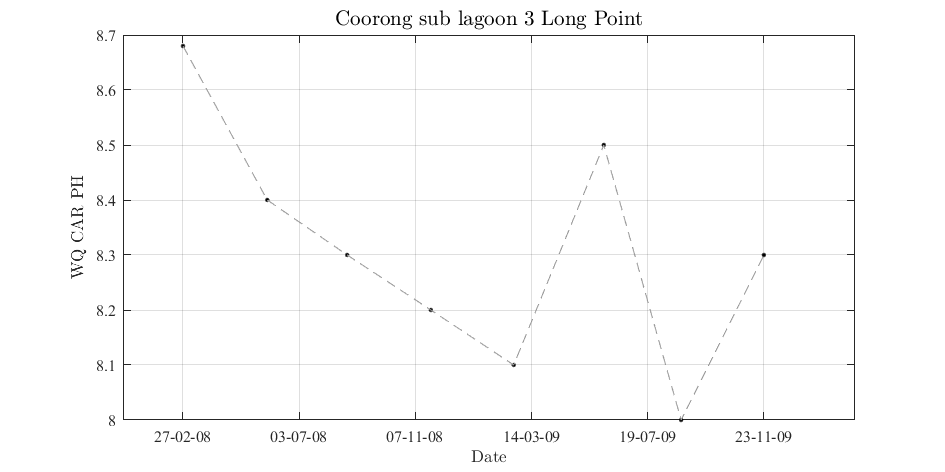 Coorong sub lagoon 3 Long Point
8.7
8.6
8.5
8.4
8.3
8.2
8.1
8
WQ CAR PH
27-02-08 03-07-08 07-11-08 14-03-09 19-07-09 23-11-09
Date